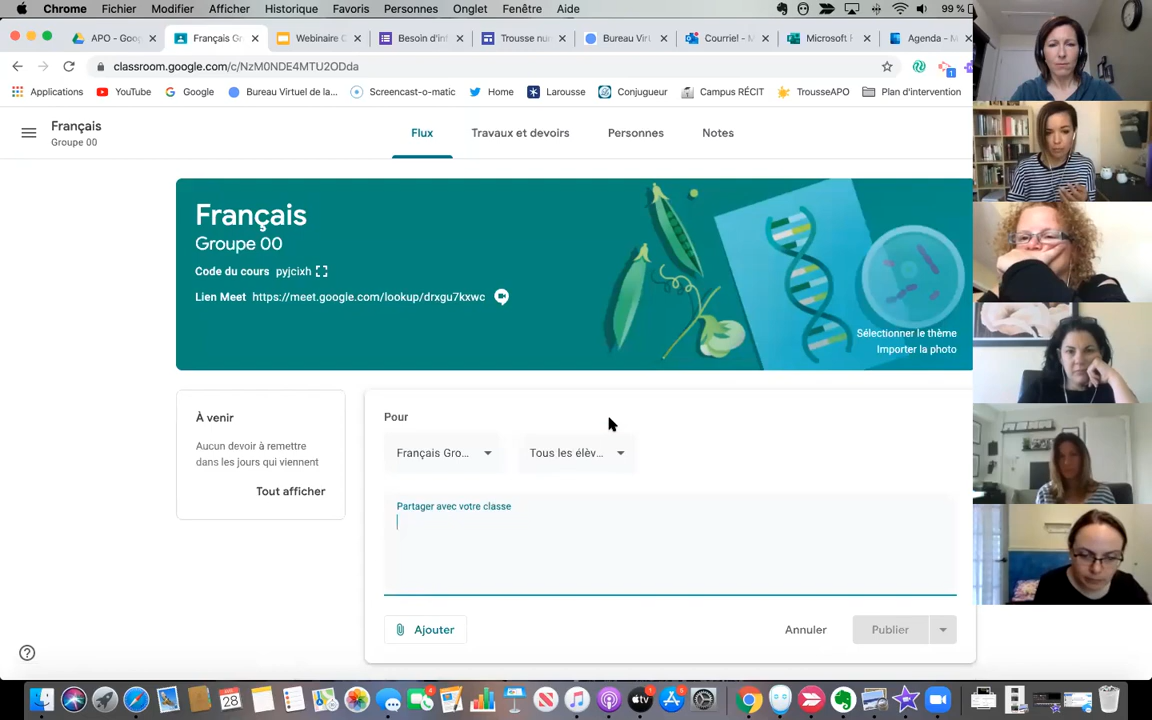 Chrome Fichier Modifier Afficher Historique Favoris Personnes Onglet Fenêtre Aide 99 %
APO - Goo
Français Gr
Webinaire C
Besoin d'inf
Trousse nu
Bureau Virt
Courriel - M
Microsoft F
Agenda - M
classroom.google.com/c/NzM0NDE4MTU2ODda
Applications YouTube Google Bureau Virtuel de la... Screencast-o-matic Home Larousse Conjugueur Campus RÉCIT TrousseAPO Plan d'intervention
Français
Groupe 00
Flux Travaux et devoirs Personnes Notes
Français
Groupe 00
Code du cours pyjcixh
Lien Meet https://meet.google.com/lookup/drxgu7kxwc
Sélectionner le thème
Importer la photo
À venir
Aucun devoir à remettre
dans les jours qui viennent
Tout afficher
Pour
Français Gro... Tous les élèv...
Partager avec votre classe
Ajouter Annuler Publier